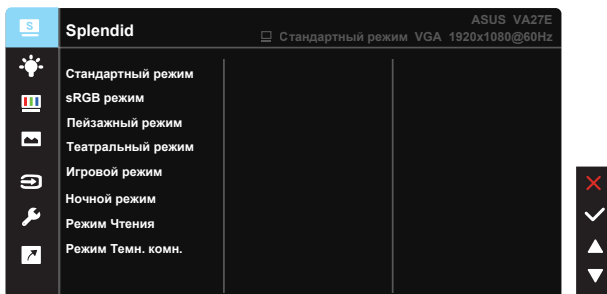 S
Splendid
ASUS VA27E
Стандартный режим VGA 1920x1080@60Hz
Стандартный режим
sRGB режим
Пейзажный режим
Театральный режим
Игровой режим
Ночной режим
Режим Чтения
Режим Темн. комн.